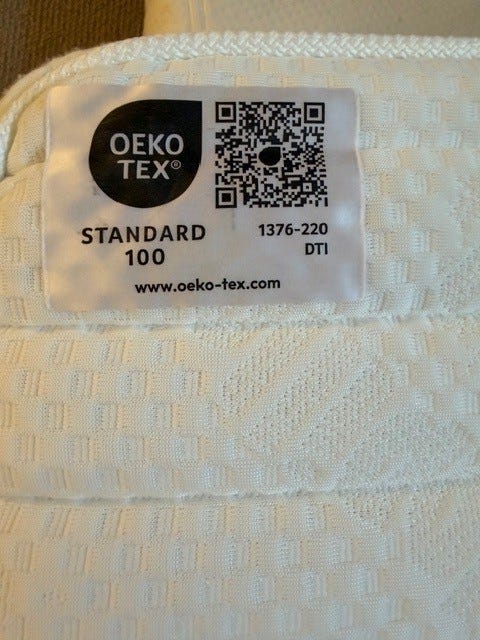 OEKO
TEX®
STANDARD
100
1376-220
DTI
www.oeko-tex.com